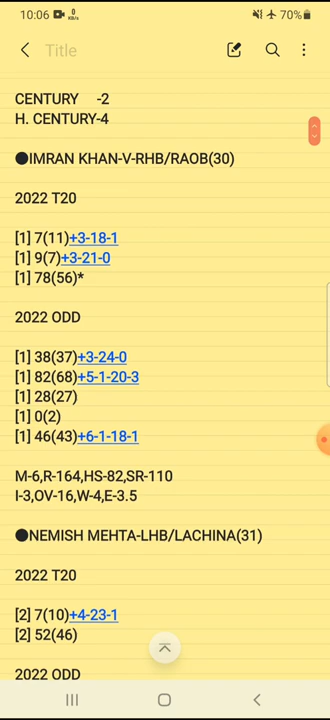 10:06 0 KB/s 70%
Title
CENTURY -2
H. CENTURY-4
●IMRAN KHAN-V-RHB/RAOB(30)
2022 T20
[1] 7(11)+3-18-1
[1] 9(7)+3-21-0
[1] 78(56)*
2022 ODD
[1] 38(37)+3-24-0
[1] 82(68)+5-1-20-3
[1] 28(27)
[1] 0(2)
[1] 46(43)+6-1-18-1
M-6,R-164,HS-82,SR-110
I-3,OV-16,W-4,E-3.5
●NEMISH MEHTA-LHB/LACHINA(31)
2022 T20
[2] 7(10)+4-23-1
[2] 52(46)
2022 ODD